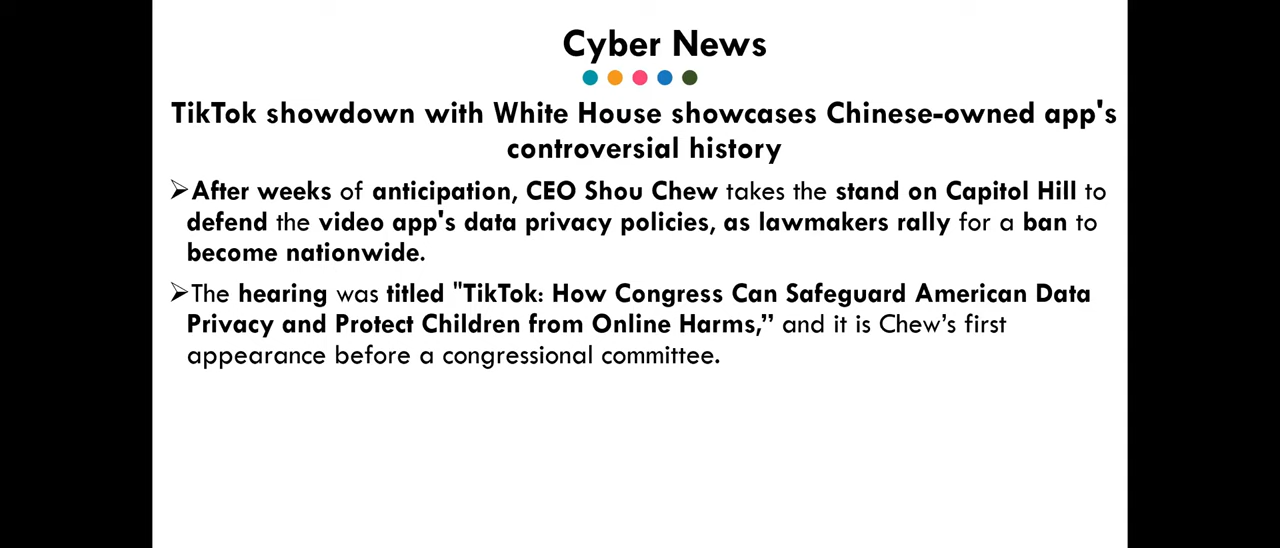 Cyber News
TikTok showdown with White House showcases Chinese-owned app's
controversial history
➢After weeks of anticipation, CEO Shou Chew takes the stand on Capitol Hill to
defend the video app's data privacy policies, as lawmakers rally for a ban to
become nationwide.
➢The hearing was titled "TikTok: How Congress Can Safeguard American Data
Privacy and Protect Children from Online Harms,” and it is Chew’s first
appearance before a congressional committee.